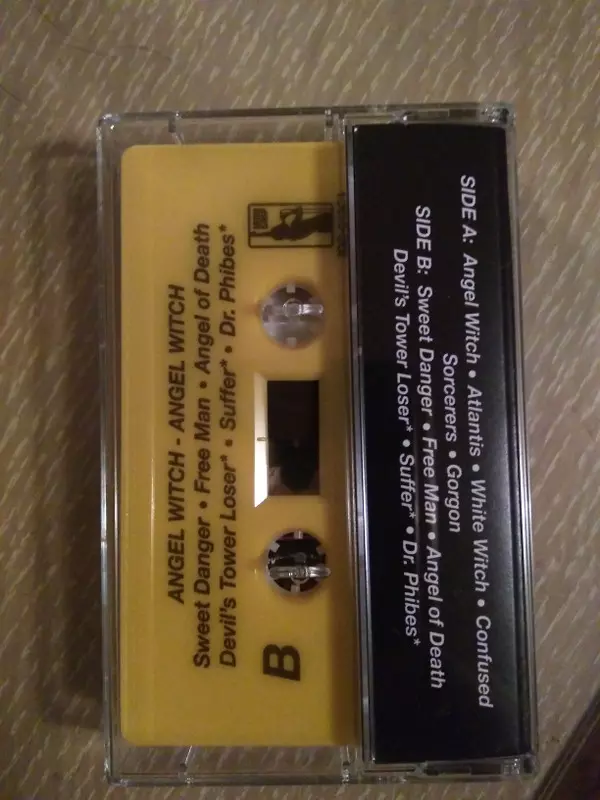 ANGEL WITCH - ANGEL WITCH
Sweet Danger • Free Man • Angel of Death
Devil's Tower Loser* • Suffer* • Dr. Phibes*
B
SIDE A: Angel Witch • Atlantis • White Witch • Confused
Sorcerers • Gorgon
SIDE B: Sweet Danger • Free Man • Angel of Death
Devil's Tower Loser* • Suffer* • Dr. Phibes*